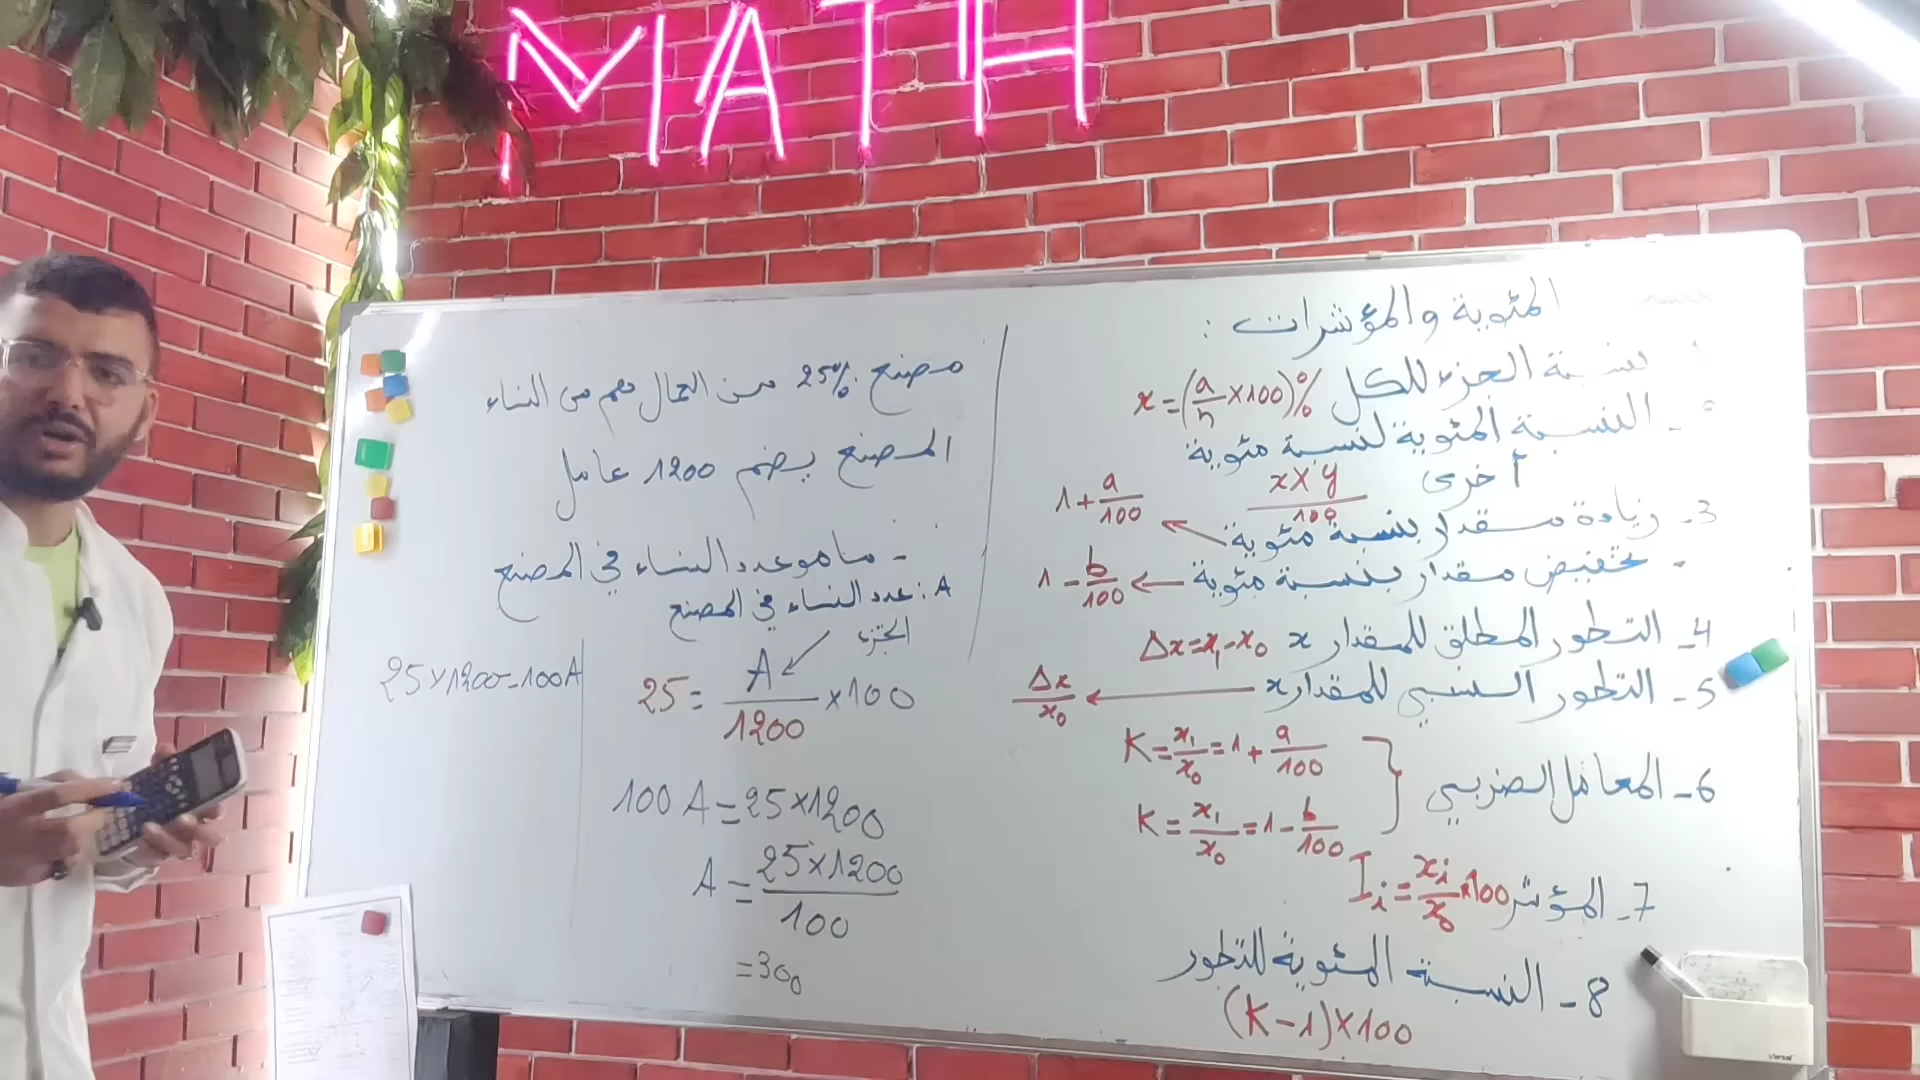 MATH
المئوية والمؤشرات :
نسبة الجزء للكل x=(a/n ×100)%
- النسبة المئوية لنسبة مئوية
أخرى x×y/100
3- زيادة مقدار بنسبة مئوية ← 1+a/100
- تخفيض مقدار بنسبة مئوية ← 1-b/100
4- التطور المطلق للمقدار x Δx=x₁-x₀
5- التطور النسبي للمقدار x ← Δx/x₀
6- المعامل الضربي
K=x₁/x₀=1+a/100
K=x₁/x₀=1-b/100
7- المؤشر Iᵢ=xᵢ/x₀×100
8- النسبة المئوية للتطور
(K-1)×100
مصنع 25% من العمال هم من النساء
المصنع يضم 1200 عامل
- ما هو عدد النساء في المصنع
A : عدد النساء في المصنع
الجزء
25=A/1200×100
25×1200=100A
100A=25×1200
A=25×1200/100
=300